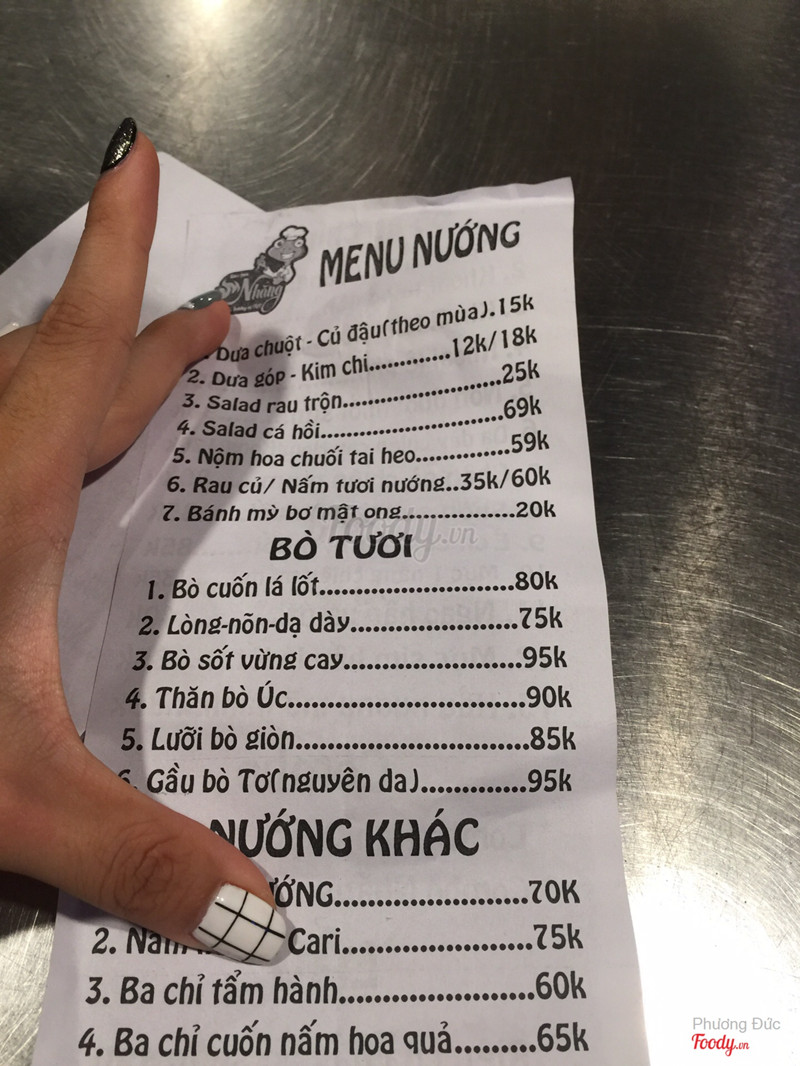 Nhàng
MENU NƯỚNG
Dưa chuột - Củ đậu(theo mùa).15k
2. Dưa góp - Kim chi............12k/18k
3. Salad rau trộn.......................25k
4. Salad cá hồi...........................69k
5. Nộm hoa chuối tai heo..............59k
6. Rau củ/ Nấm tươi nướng..35k/60k
7. Bánh mỳ bơ mật ong.................20k
Foody.vn
BÒ TƯƠI
1. Bò cuốn lá lốt.......................80k
2. Lòng-nõn-dạ dày....................75k
3. Bò sốt vừng cay.....................95k
4. Thăn bò Úc............................90k
5. Lưỡi bò giòn...........................85k
6. Gầu bò Tơ(nguyên da).............95k
NƯỚNG KHÁC
ƯỚNG.......................70K
2. Cari......................75k
3. Ba chỉ tẩm hành......................60k
4. Ba chỉ cuốn nấm hoa quả.........65k
Phương Đức
Foody.vn